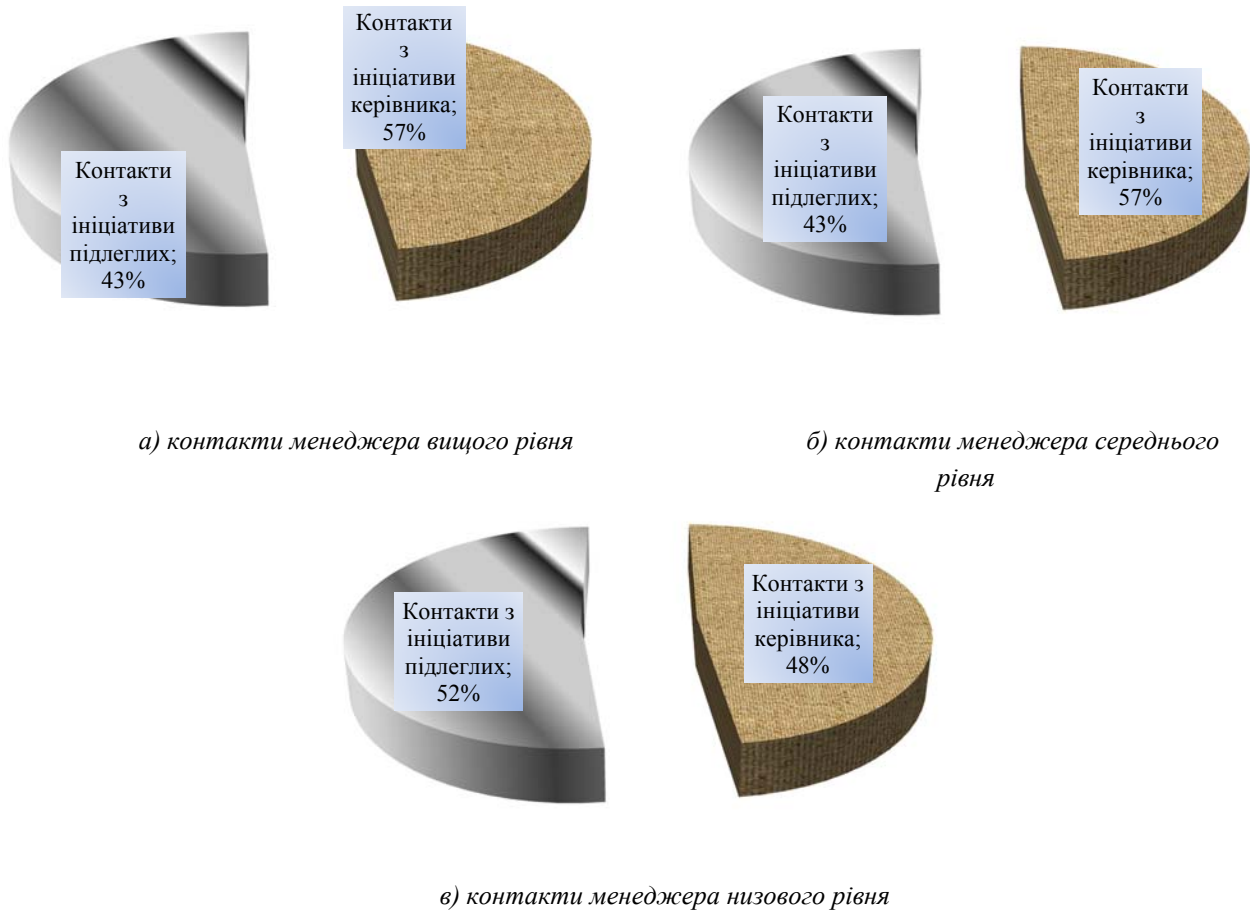 Контакти
з
ініціативи
підлеглих;
43%
Контакти
з
ініціативи
керівника;
57%
а) контакти менеджера вищого рівня
Контакти
з
ініціативи
підлеглих;
43%
Контакти
з
ініціативи
керівника;
57%
б) контакти менеджера середнього
рівня
Контакти з
ініціативи
підлеглих;
52%
Контакти з
ініціативи
керівника;
48%
в) контакти менеджера низового рівня